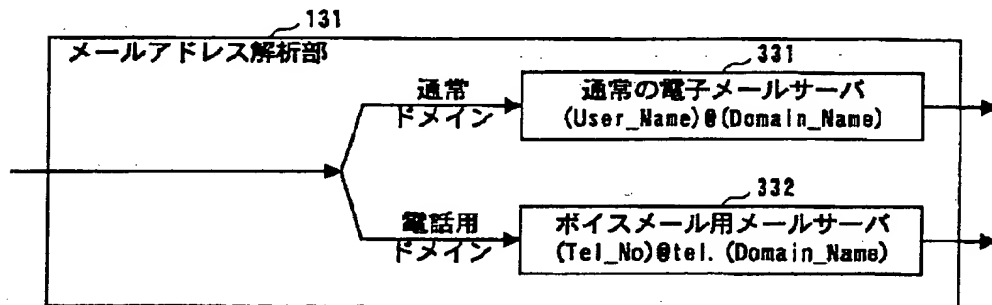 131
メールアドレス解析部
331
通常
ドメイン
通常の電子メールサーバ
(User_Name)@(Domain_Name)
332
電話用
ドメイン
ボイスメール用メールサーバ
(Tel_No)@tel.(Domain_Name)